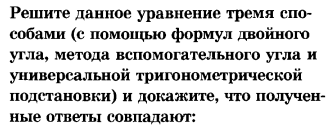 Решите данное уравнение тремя спо-
собами (с помощью формул двойного
угла, метода вспомогательного угла и
универсальной тригонометрической
подстановки) и докажите, что получен-
ные ответы совпадают: